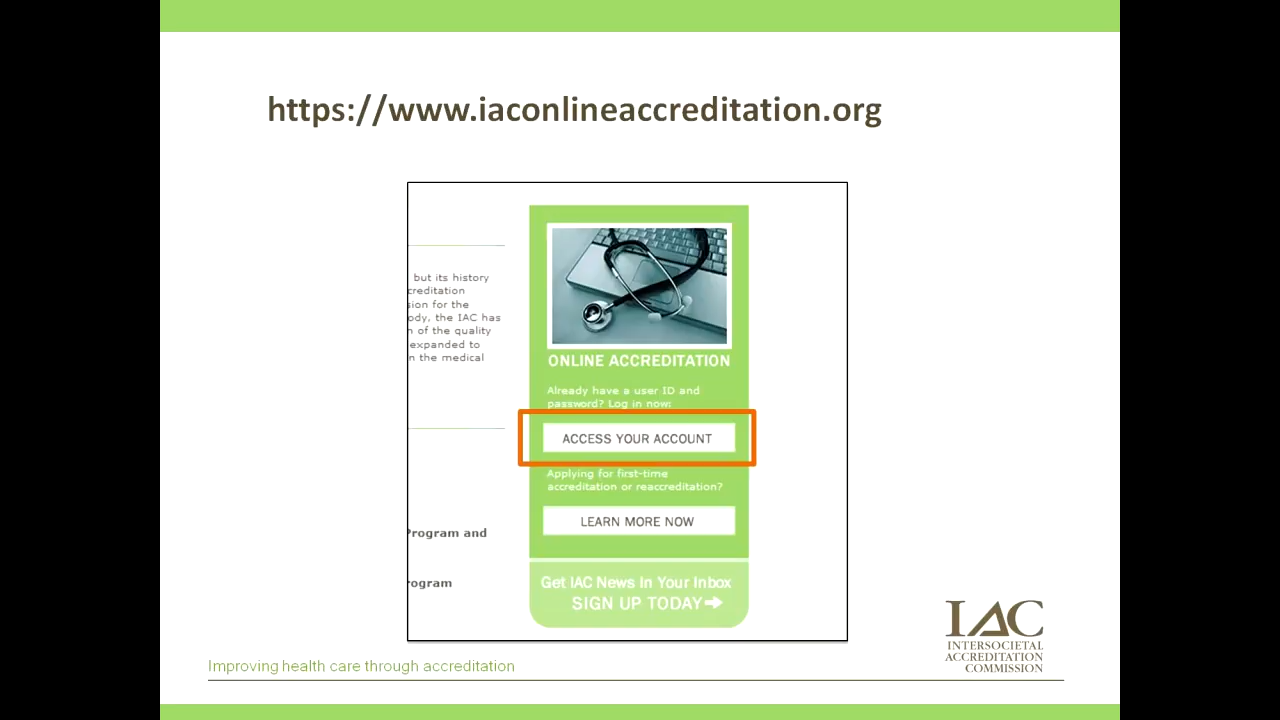 https://www.iaconlineaccreditation.org
but its history
creditation
sion for the
ody, the IAC has
n of the quality
expanded to
n the medical
Program and
rogram
ONLINE ACCREDITATION
Already have a user ID and
password? Log in now:
ACCESS YOUR ACCOUNT
Applying for first-time
accreditation or reaccreditation?
LEARN MORE NOW
Get IAC News In Your Inbox
SIGN UP TODAY
IAC
INTERSOCIETAL
ACCREDITATION
COMMISSION
Improving health care through accreditation